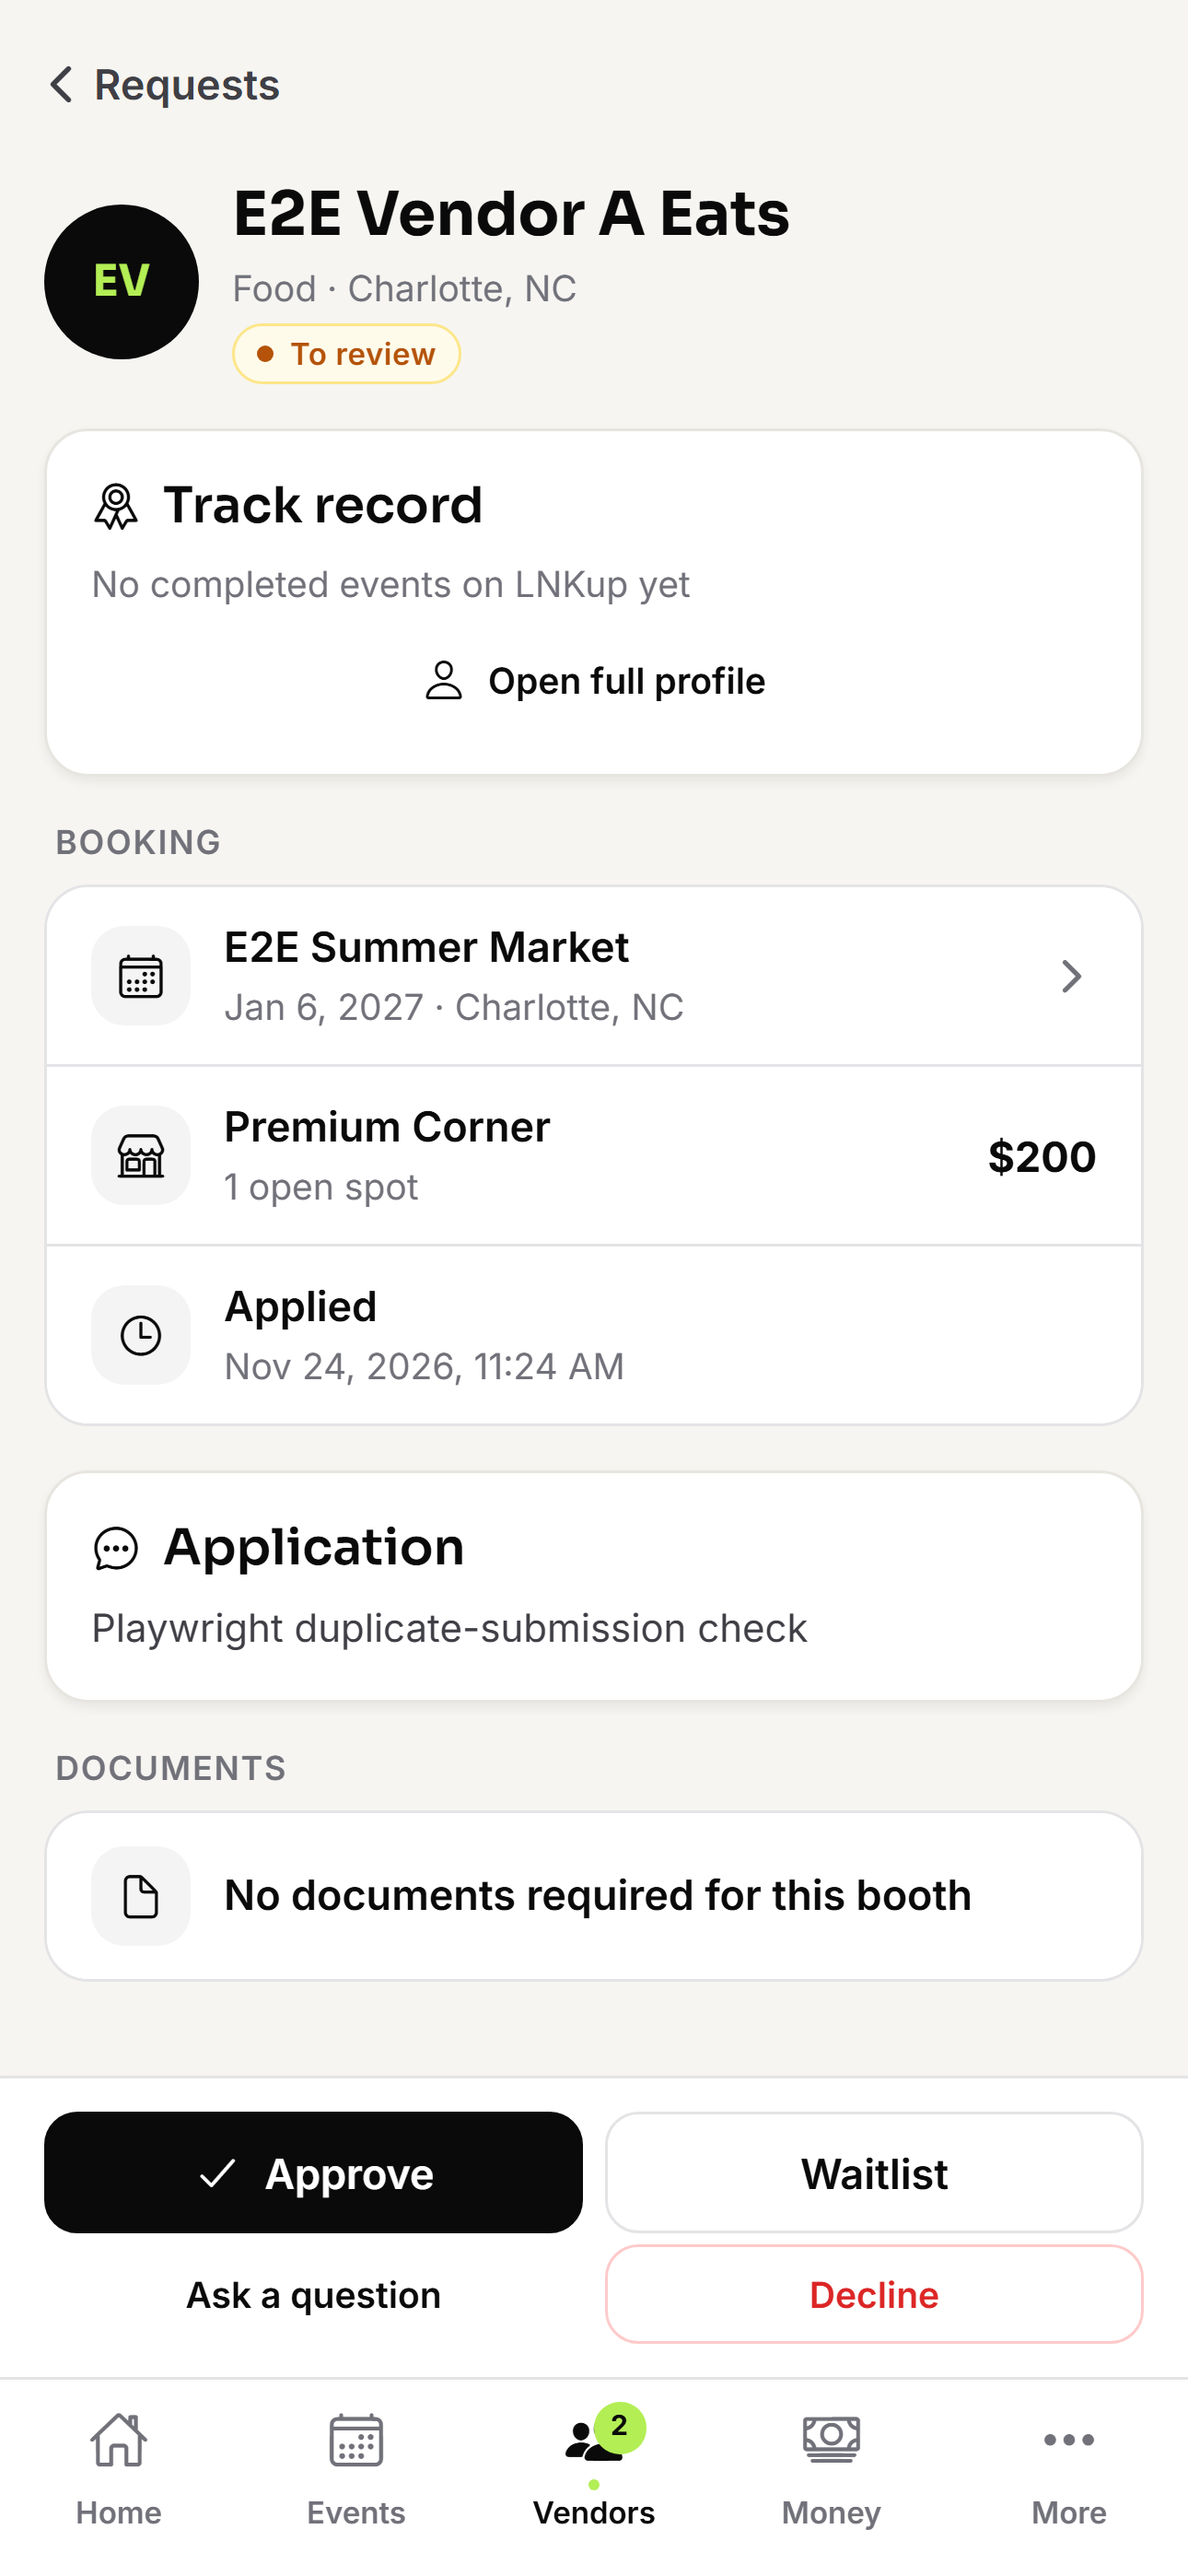 Requests
EV
E2E Vendor A Eats
Food · Charlotte, NC
To review
Track record
No completed events on LNKup yet
Open full profile
BOOKING
E2E Summer Market
Jan 6, 2027 · Charlotte, NC
Premium Corner
1 open spot
$200
Applied
Nov 24, 2026, 11:24 AM
Application
Playwright duplicate-submission check
DOCUMENTS
No documents required for this booth
Approve
Waitlist
Ask a question
Decline
2
Home
Events
Vendors
Money
More